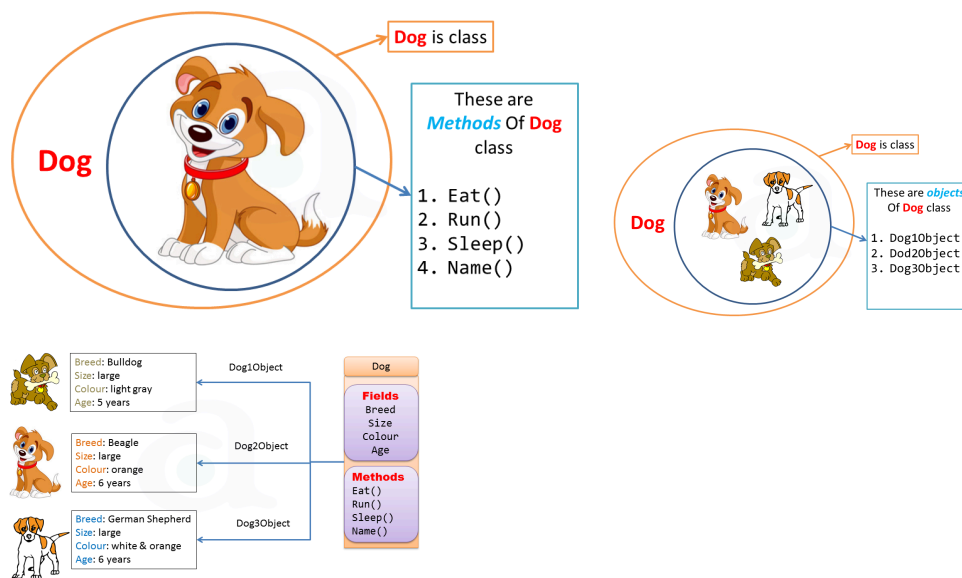 Dog is class
Dog
These are
Methods Of Dog
class
1. Eat()
2. Run()
3. Sleep()
4. Name()
Dog is class
Dog
These are objects
Of Dog class
1. Dog1Object
2. Dod2Object
3. Dog3Object
Breed: Bulldog
Size: large
Colour: light gray
Age: 5 years
Dog1Object
Breed: Beagle
Size: large
Colour: orange
Age: 6 years
Dog2Object
Breed: German Shepherd
Size: large
Colour: white & orange
Age: 6 years
Dog3Object
Dog
Fields
Breed
Size
Colour
Age
Methods
Eat()
Run()
Sleep()
Name()